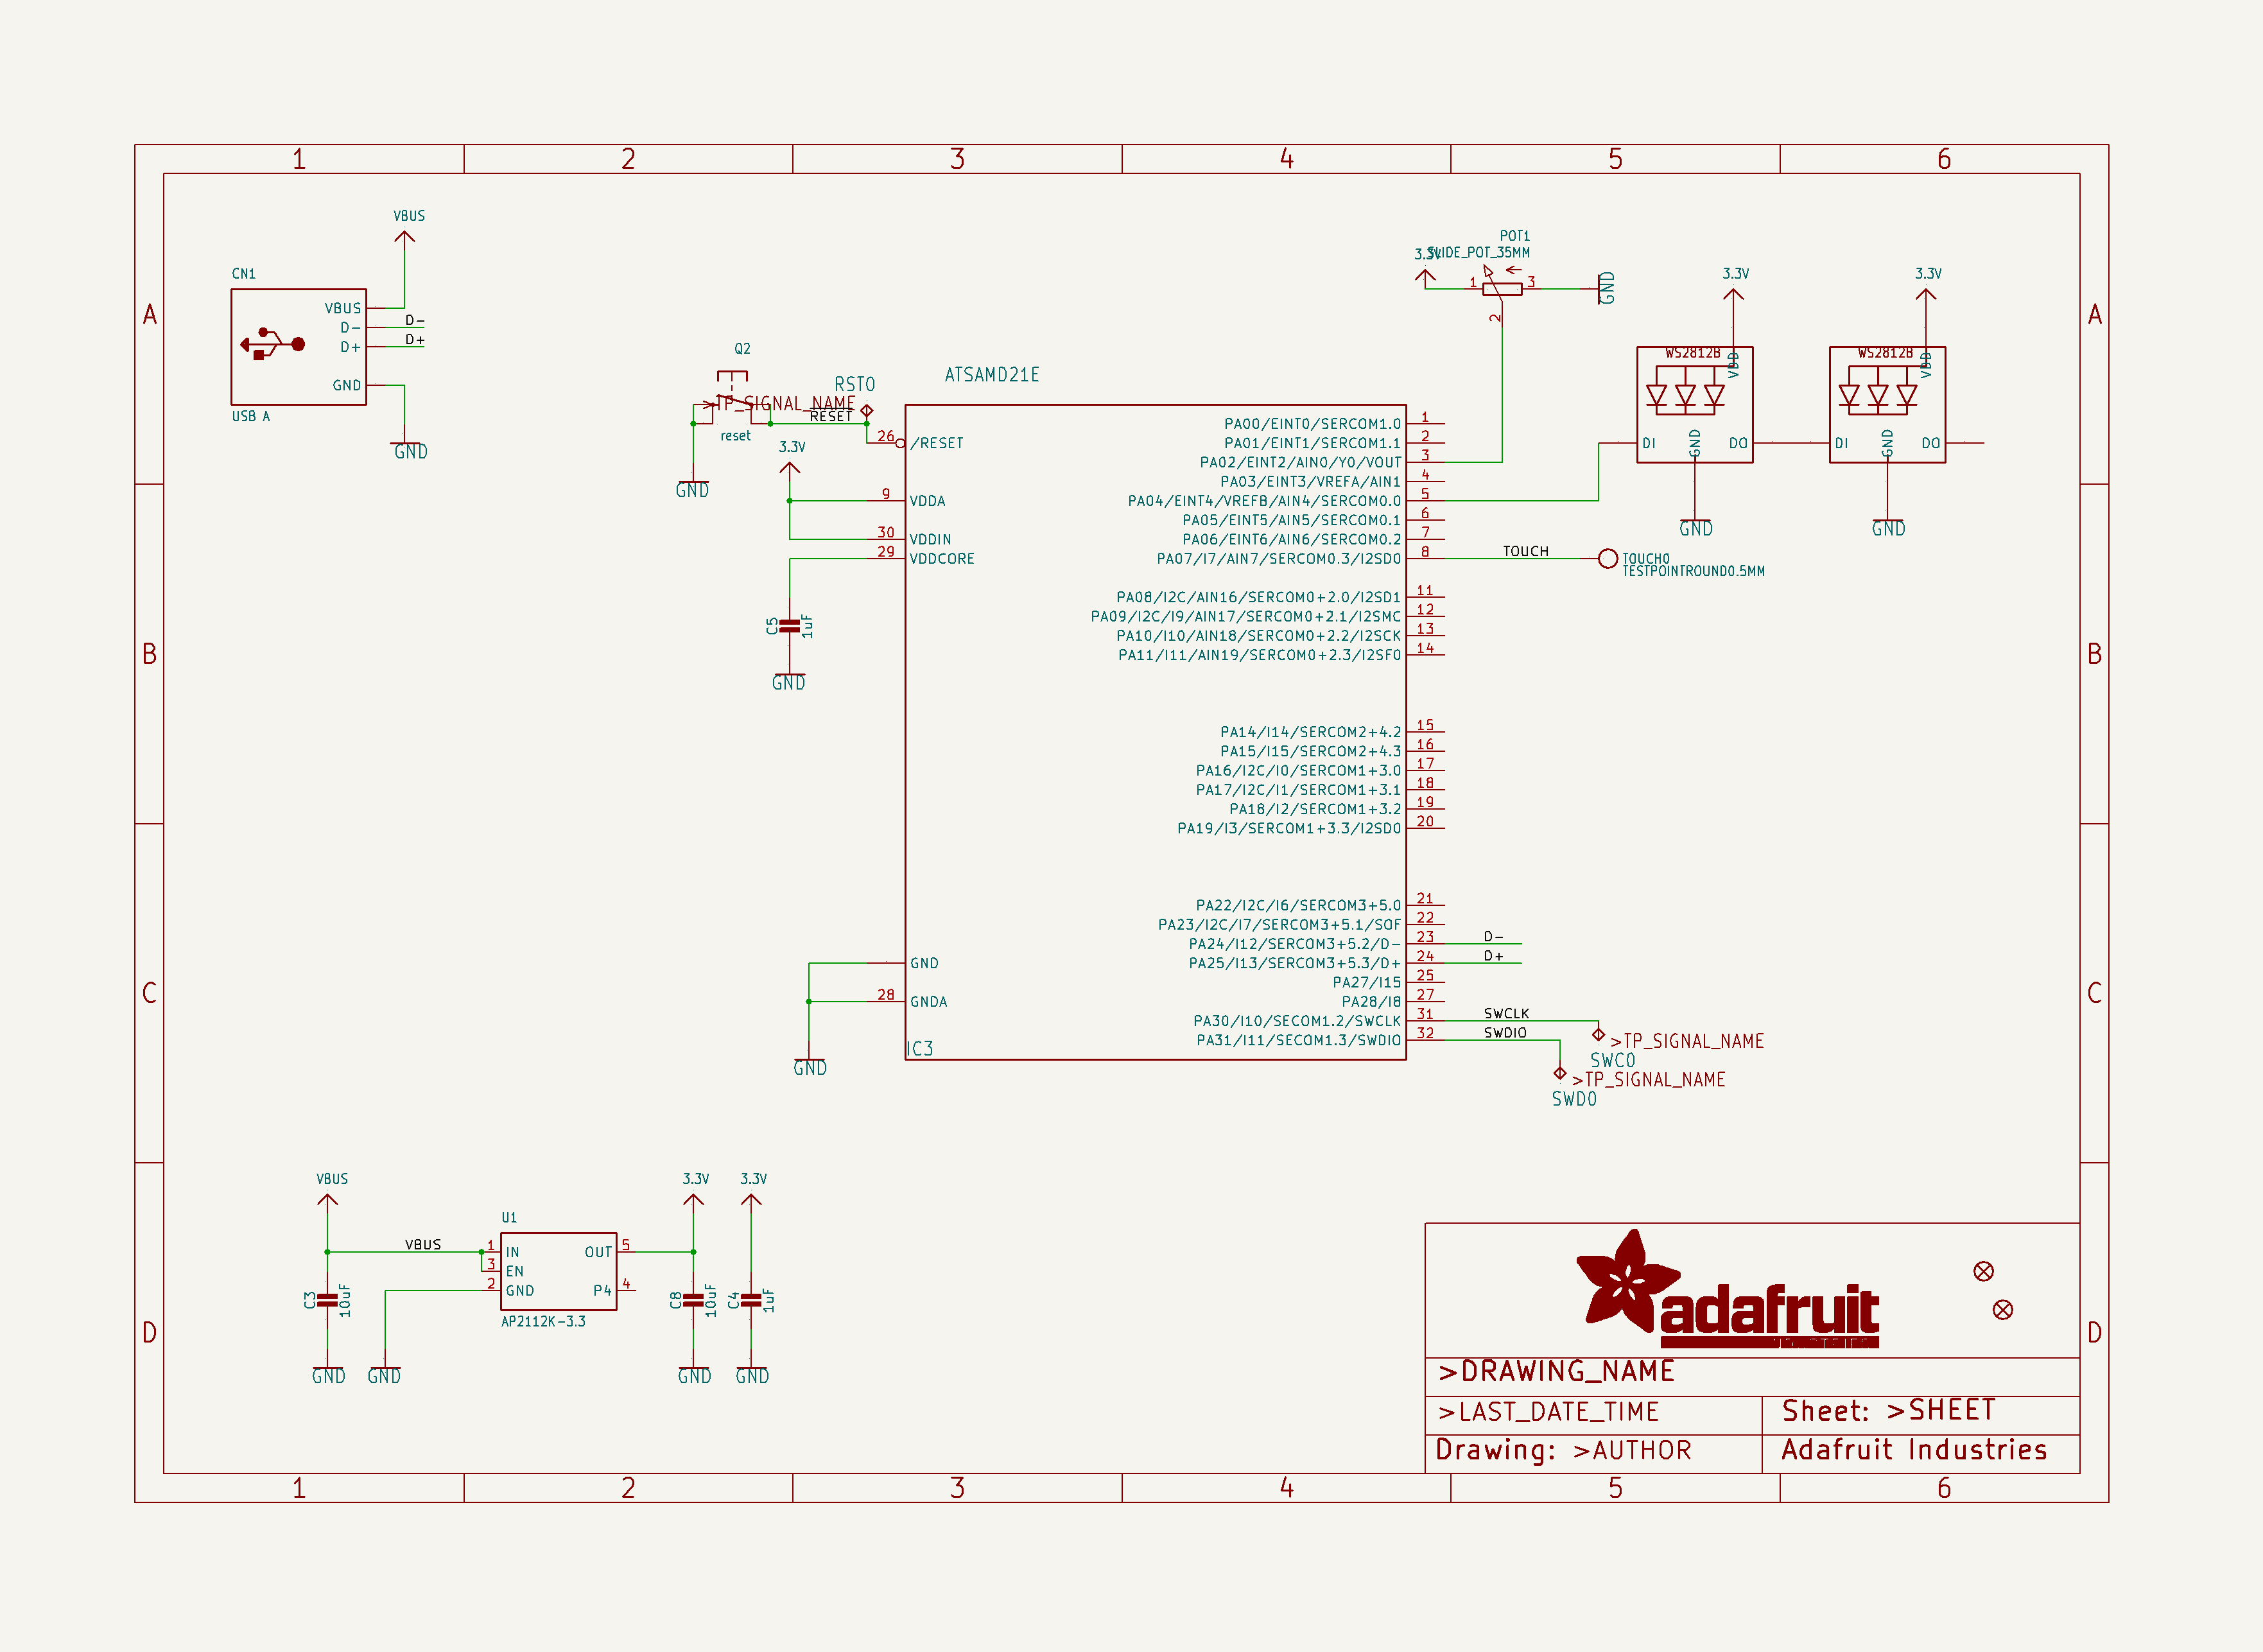 1 2 3 4 5 6
A A
B B
C C
D D
VBUS
CN1
VBUS
D-
D+
GND
D-
D+
USB A
GND
Q2
RST0
>TP_SIGNAL_NAME
RESET
reset
GND
3.3V
ATSAMD21E
26 /RESET
9 VDDA
30 VDDIN
29 VDDCORE
C5
1uF
GND
GND
28 GNDA
GND
IC3
PA00/EINT0/SERCOM1.0 1
PA01/EINT1/SERCOM1.1 2
PA02/EINT2/AIN0/Y0/VOUT 3
PA03/EINT3/VREFA/AIN1 4
PA04/EINT4/VREFB/AIN4/SERCOM0.0 5
PA05/EINT5/AIN5/SERCOM0.1 6
PA06/EINT6/AIN6/SERCOM0.2 7
PA07/I7/AIN7/SERCOM0.3/I2SD0 8
PA08/I2C/AIN16/SERCOM0+2.0/I2SD1 11
PA09/I2C/I9/AIN17/SERCOM0+2.1/I2SMC 12
PA10/I10/AIN18/SERCOM0+2.2/I2SCK 13
PA11/I11/AIN19/SERCOM0+2.3/I2SF0 14
PA14/I14/SERCOM2+4.2 15
PA15/I15/SERCOM2+4.3 16
PA16/I2C/I0/SERCOM1+3.0 17
PA17/I2C/I1/SERCOM1+3.1 18
PA18/I2/SERCOM1+3.2 19
PA19/I3/SERCOM1+3.3/I2SD0 20
PA22/I2C/I6/SERCOM3+5.0 21
PA23/I2C/I7/SERCOM3+5.1/SOF 22
PA24/I12/SERCOM3+5.2/D- 23 D-
PA25/I13/SERCOM3+5.3/D+ 24 D+
PA27/I15 25
PA28/I8 27
PA30/I10/SECOM1.2/SWCLK 31 SWCLK
PA31/I11/SECOM1.3/SWDIO 32 SWDIO
>TP_SIGNAL_NAME
SWC0
>TP_SIGNAL_NAME
SWD0
POT1
SLIDE_POT_35MM
3.3V
1 3
2
GND
3.3V
WS2812B
VDD
DI GND DO
GND
3.3V
WS2812B
VDD
DI GND DO
GND
TOUCH
TOUCH0
TESTPOINTROUND0.5MM
VBUS
VBUS
U1
1 IN OUT 5
3 EN
2 GND P4 4
AP2112K-3.3
C3
10uF
GND
GND
3.3V
C8
10uF
GND
3.3V
C4
1uF
GND
adafruit
>DRAWING_NAME
>LAST_DATE_TIME
Sheet: >SHEET
Drawing: >AUTHOR
Adafruit Industries
1 2 3 4 5 6